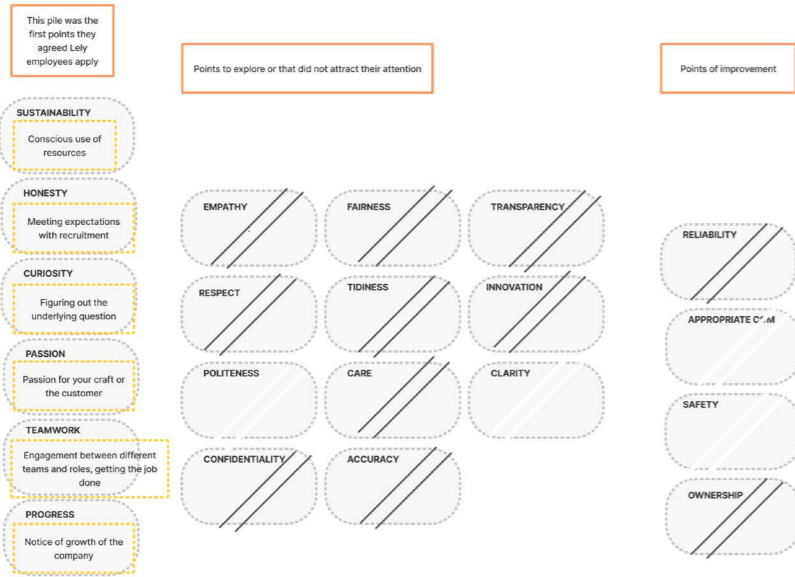 This pile was the
first points they
agreed Lely
employees apply
Points to explore or that did not attract their attention
Points of improvement
SUSTAINABILITY
Conscious use of
resources
HONESTY
Meeting expectations
with recruitment
CURIOSITY
Figuring out the
underlying question
PASSION
Passion for your craft or
the customer
TEAMWORK
Engagement between different
teams and roles, getting the job
done
PROGRESS
Notice of growth of the
company
EMPATHY
FAIRNESS
TRANSPARENCY
RESPECT
TIDINESS
INNOVATION
POLITENESS
CARE
CLARITY
CONFIDENTIALITY
ACCURACY
RELIABILITY
APPROPRIATE
SAFETY
OWNERSHIP